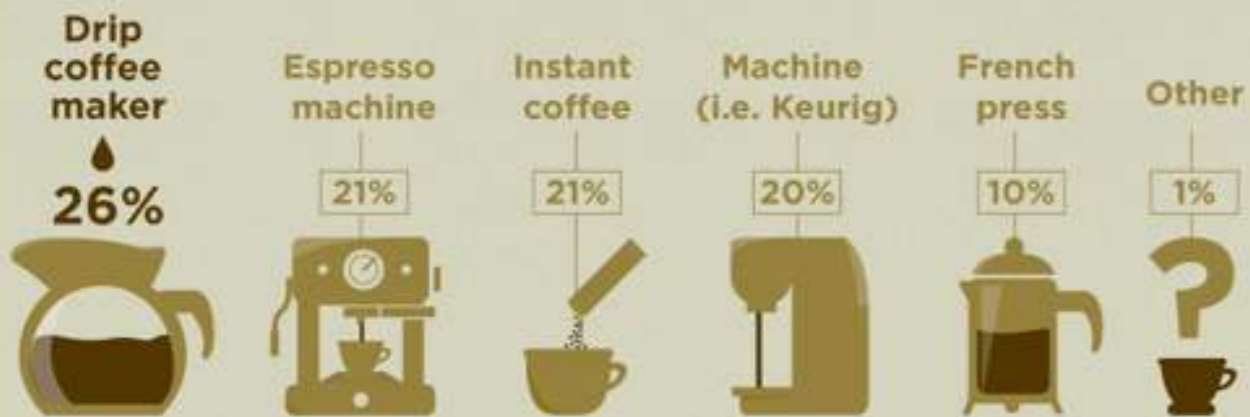 Drip
coffee
maker
26%
Espresso
machine
21%
Instant
coffee
21%
Machine
(i.e. Keurig)
20%
French
press
10%
Other
1%
?